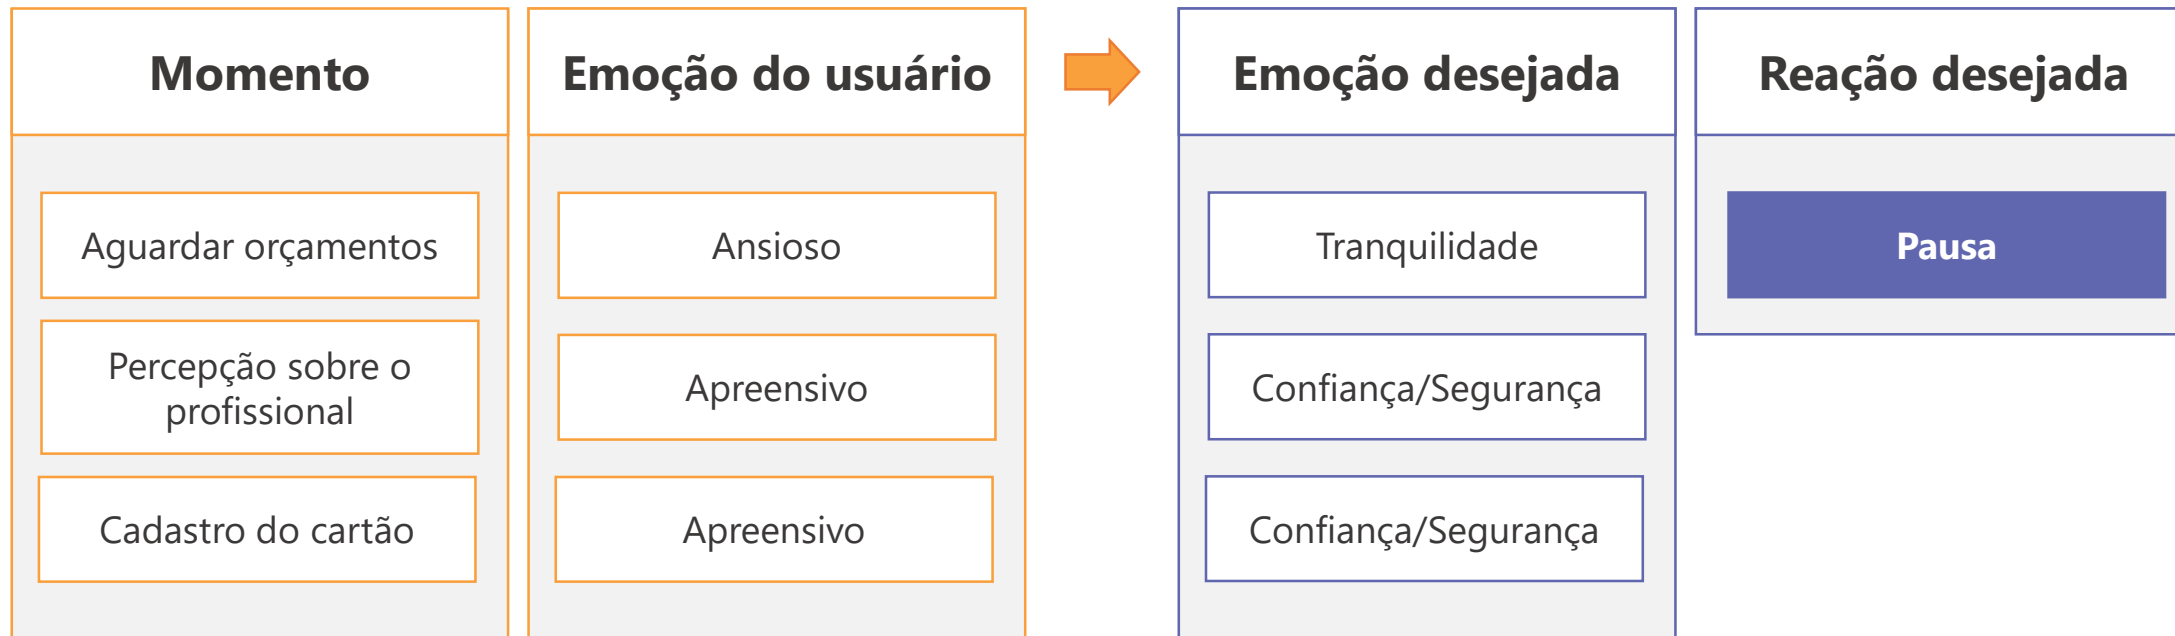 Momento
Emoção do usuário
Emoção desejada
Reação desejada
Aguardar orçamentos
Ansioso
Tranquilidade
Pausa
Percepção sobre o
profissional
Apreensivo
Confiança/Segurança
Cadastro do cartão
Apreensivo
Confiança/Segurança